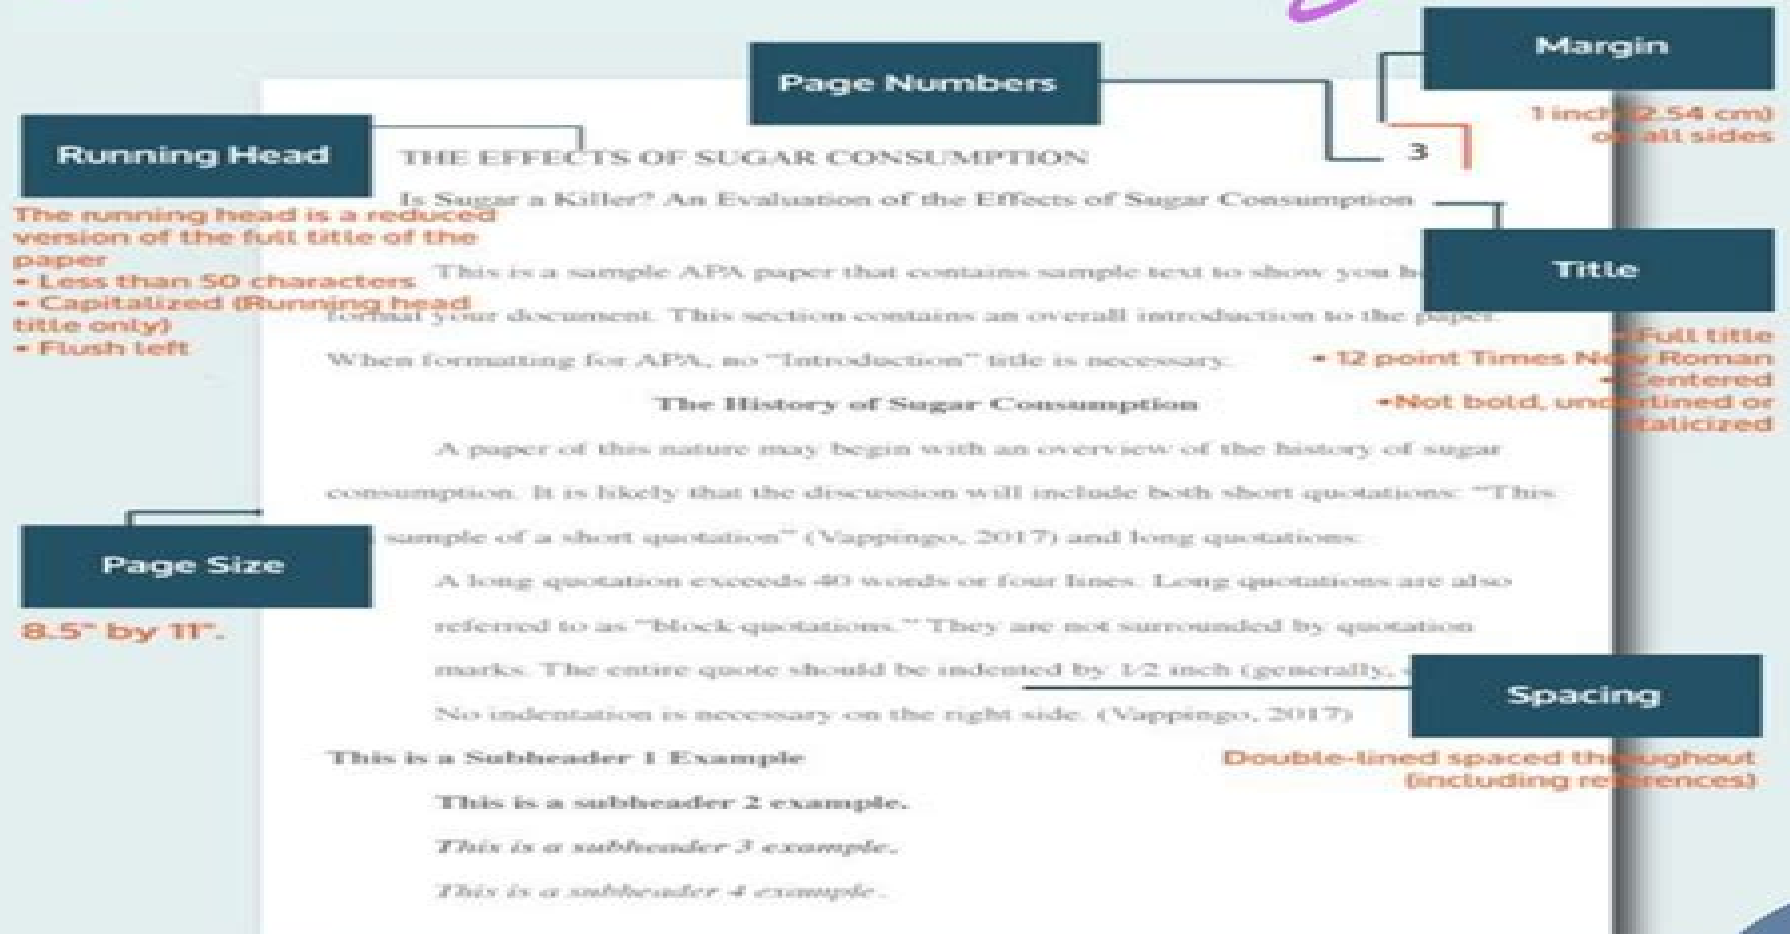 Margin
Page Numbers
1 inch (2.54 cm)
on all sides
Running Head
THE EFFECTS OF SUGAR CONSUMPTION
3
Is Sugar a Killer? An Evaluation of the Effects of Sugar Consumption
The running head is a reduced
version of the full title of the
paper
• Less than 50 characters
• Capitalized (Running head
title only)
• Flush left
Title
• Full title
• 12 point Times New Roman
• Centered
•Not bold, underlined or
italicized
This is a sample APA paper that contains sample text to show you
format your document. This section contains an overall introduction to the paper.
When formatting for APA, no "Introduction" title is necessary.
The History of Sugar Consumption
A paper of this nature may begin with an overview of the history of sugar
consumption. It is likely that the discussion will include both short quotations: "This
sample of a short quotation" (Vappingo, 2017) and long quotations:
Page Size
8.5" by 11".
A long quotation exceeds 40 words or four lines. Long quotations are also
referred to as "block quotations." They are not surrounded by quotation
marks. The entire quote should be indented by 1/2 inch (generally,
No indentation is necessary on the right side. (Vappingo, 2017)
Spacing
Double-lined spaced throughout
(including references)
This is a Subheader 1 Example
This is a subheader 2 example.
This is a subheader 3 example.
This is a subheader 4 example.